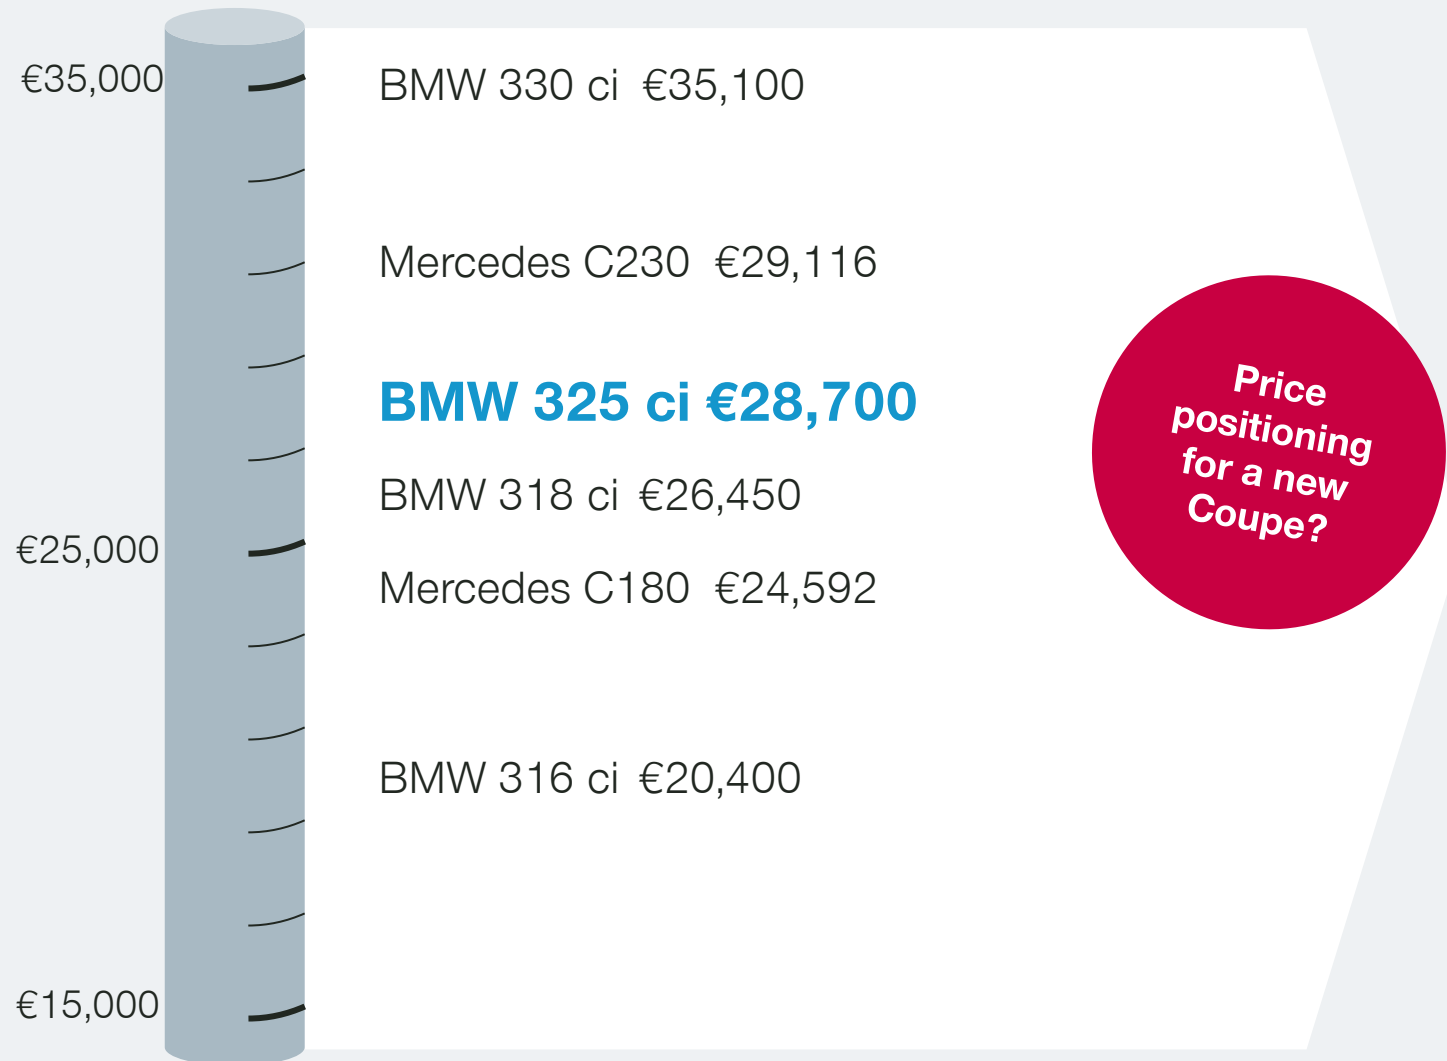 €35,000
BMW 330 ci €35,100
Mercedes C230 €29,116
BMW 325 ci €28,700
BMW 318 ci €26,450
€25,000
Mercedes C180 €24,592
BMW 316 ci €20,400
€15,000
Price
positioning
for a new
Coupe?